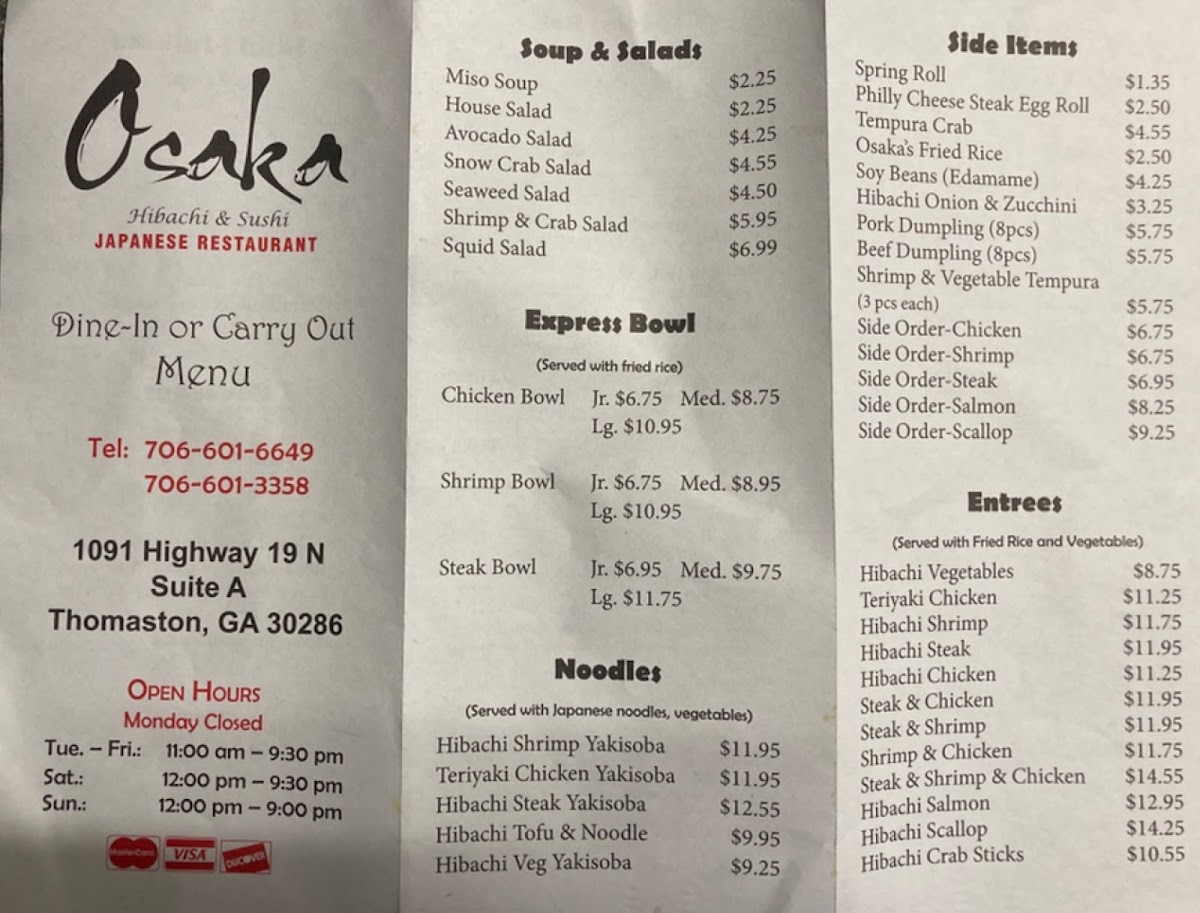 Osaka
Hibachi & Sushi
JAPANESE RESTAURANT
Dine-In or Carry Out
Menu
Tel: 706-601-6649
706-601-3358
1091 Highway 19 N
Suite A
Thomaston, GA 30286
OPEN HOURS
Monday Closed
Tue. – Fri.: 11:00 am – 9:30 pm
Sat.: 12:00 pm – 9:30 pm
Sun.: 12:00 pm – 9:00 pm
MasterCard VISA DISCOVER
Soup & Salads
Miso Soup $2.25
House Salad $2.25
Avocado Salad $4.25
Snow Crab Salad $4.55
Seaweed Salad $4.50
Shrimp & Crab Salad $5.95
Squid Salad $6.99
Express Bowl
(Served with fried rice)
Chicken Bowl Jr. $6.75 Med. $8.75
Lg. $10.95
Shrimp Bowl Jr. $6.75 Med. $8.95
Lg. $10.95
Steak Bowl Jr. $6.95 Med. $9.75
Lg. $11.75
Noodles
(Served with Japanese noodles, vegetables)
Hibachi Shrimp Yakisoba $11.95
Teriyaki Chicken Yakisoba $11.95
Hibachi Steak Yakisoba $12.55
Hibachi Tofu & Noodle $9.95
Hibachi Veg Yakisoba $9.25
Side Items
Spring Roll $1.35
Philly Cheese Steak Egg Roll $2.50
Tempura Crab $4.55
Osaka's Fried Rice $2.50
Soy Beans (Edamame) $4.25
Hibachi Onion & Zucchini $3.25
Pork Dumpling (8pcs) $5.75
Beef Dumpling (8pcs) $5.75
Shrimp & Vegetable Tempura
(3 pcs each) $5.75
Side Order-Chicken $6.75
Side Order-Shrimp $6.75
Side Order-Steak $6.95
Side Order-Salmon $8.25
Side Order-Scallop $9.25
Entrees
(Served with Fried Rice and Vegetables)
Hibachi Vegetables $8.75
Teriyaki Chicken $11.25
Hibachi Shrimp $11.75
Hibachi Steak $11.95
Hibachi Chicken $11.25
Steak & Chicken $11.95
Steak & Shrimp $11.95
Shrimp & Chicken $11.75
Steak & Shrimp & Chicken $14.55
Hibachi Salmon $12.95
Hibachi Scallop $14.25
Hibachi Crab Sticks $10.55